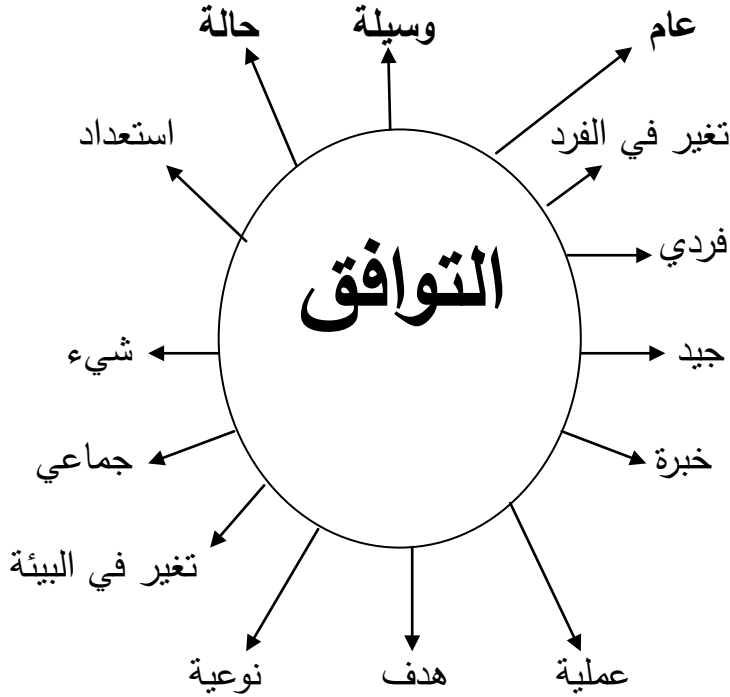 عام
وسيلة
حالة
تغير في الفرد
استعداد
فردي
التوافق
جيد
شيء
خبرة
جماعي
تغير في البيئة
عملية
هدف
نوعية